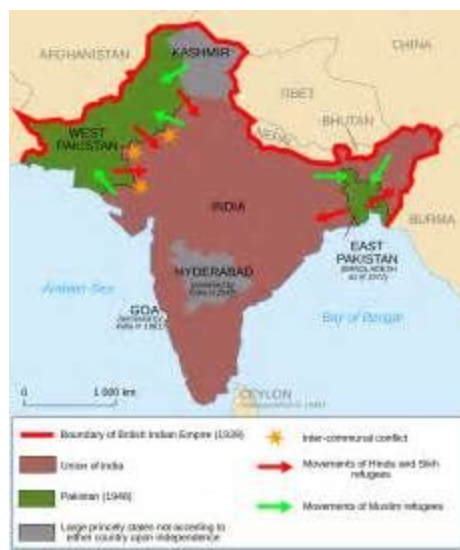 AFGHANISTAN
KASHMIR
CHINA
TIBET
BHUTAN
NEPAL
WEST
PAKISTAN
INDIA
BURMA
EAST
PAKISTAN
HYDERABAD
Arabian Sea
GOA
Bay of Bengal
CEYLON
0 1 000 km
Boundary of British Indian Empire (1939)
Inter-communal conflict
Union of India
Movements of Hindu and Sikh
refugees
Pakistan (1948)
Movements of Muslim refugees
Large princely states not acceding to
either country upon independence